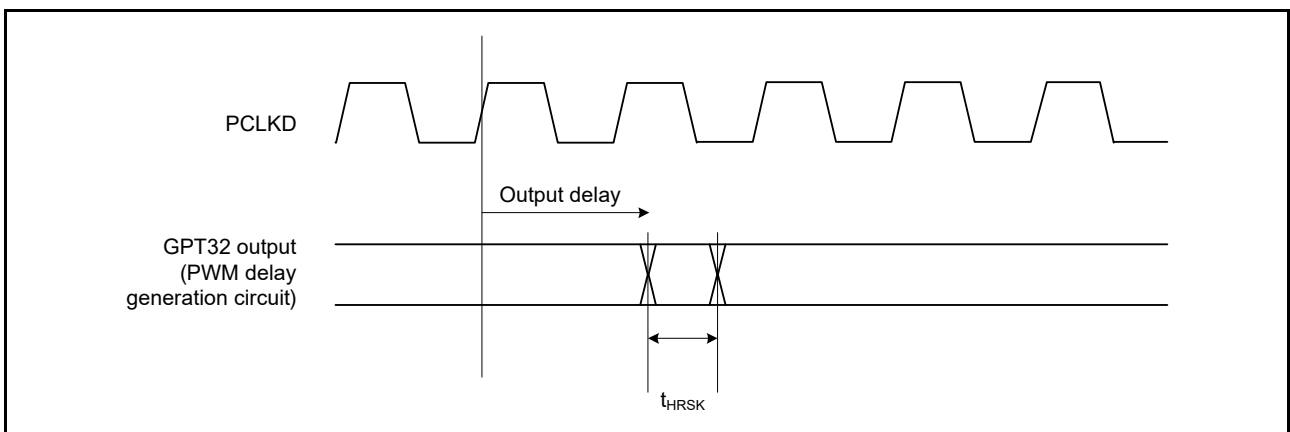 PCLKD
Output delay
GPT32 output
(PWM delay
generation circuit)
tHRSK